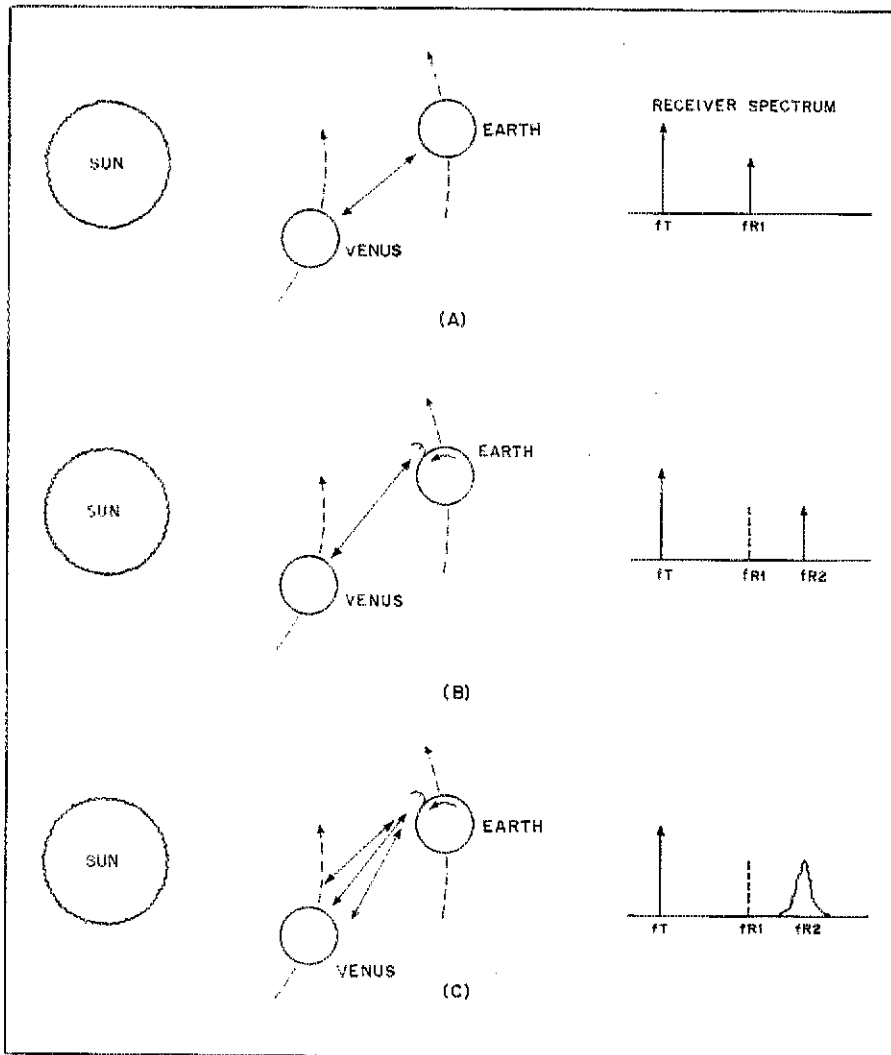 RECEIVER SPECTRUM
SUN
EARTH
VENUS
fT fR1
(A)
SUN
EARTH
VENUS
fT fR1 fR2
(B)
SUN
EARTH
VENUS
fT fR1 fR2
(C)